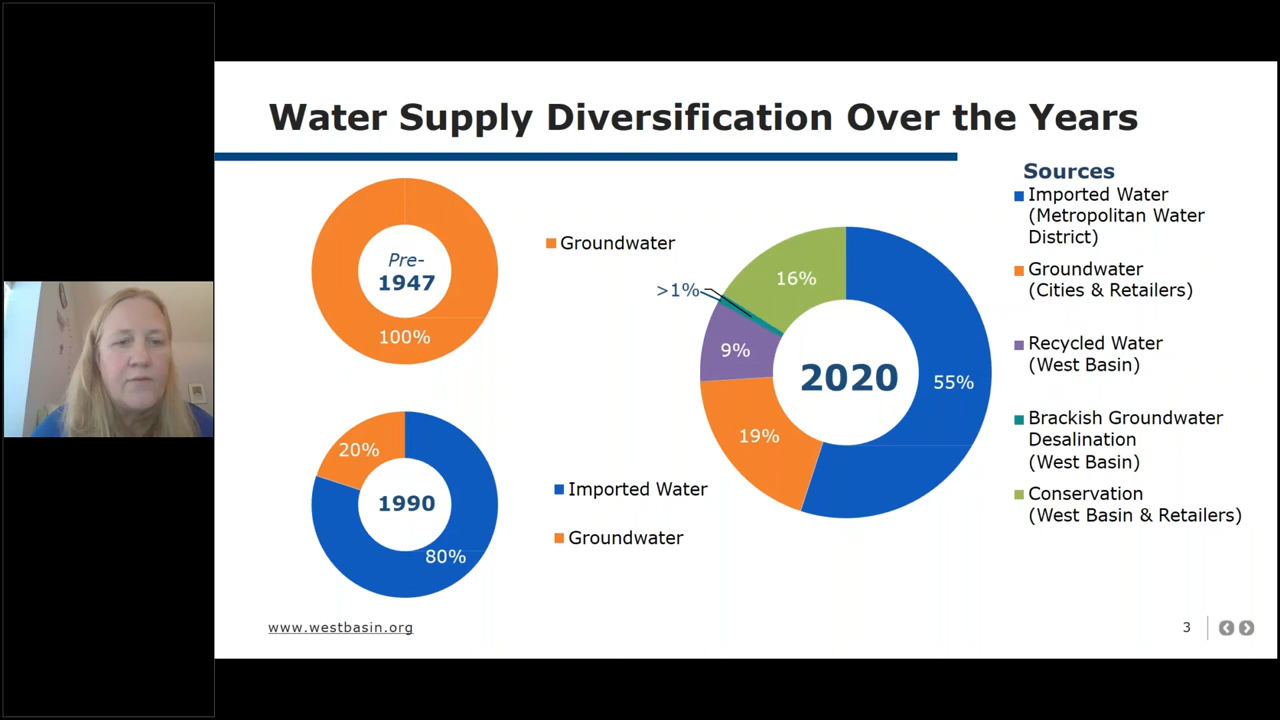 Water Supply Diversification Over the Years
Pre-
1947
100%
Groundwater
20%
1990
80%
Imported Water
Groundwater
16%
>1%
9%
2020
55%
19%
Sources
Imported Water
(Metropolitan Water
District)
Groundwater
(Cities & Retailers)
Recycled Water
(West Basin)
Brackish Groundwater
Desalination
(West Basin)
Conservation
(West Basin & Retailers)
www.westbasin.org
3